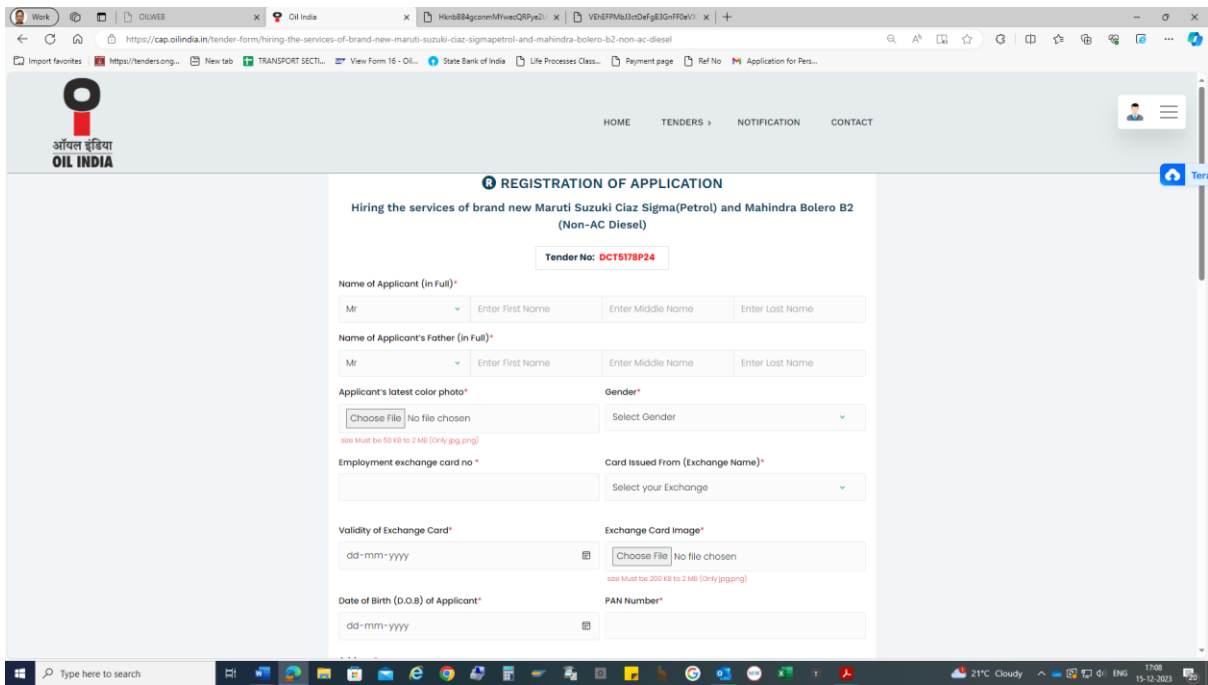 Work
OILWEB
Oil India
HknbBB4gconmMYwecQRPye2U
VEhEFPMbJ3ctDeFgB3GnFF0eVX
https://cap.oilindia.in/tender-form/hiring-the-services-of-brand-new-maruti-suzuki-ciaz-sigmapetrol-and-mahindra-bolero-b2-non-ac-diesel
Import favorites https://tenders.ong... New tab TRANSPORT SECTI... View Form 16 - Oil... State Bank of India Life Processes Class... Payment page Ref No Application for Pers...
ऑयल इंडिया
OIL INDIA
HOME TENDERS > NOTIFICATION CONTACT
Tera
R REGISTRATION OF APPLICATION
Hiring the services of brand new Maruti Suzuki Ciaz Sigma(Petrol) and Mahindra Bolero B2
(Non-AC Diesel)
Tender No: DCT5178P24
Name of Applicant (in Full)*
Mr Enter First Name Enter Middle Name Enter Last Name
Name of Applicant's Father (in Full)*
Mr Enter First Name Enter Middle Name Enter Last Name
Applicant's latest color photo* Gender*
Choose File No file chosen Select Gender
size Must be 50 KB to 2 MB (Only jpg,png)
Employment exchange card no * Card Issued From (Exchange Name)*
Select your Exchange
Validity of Exchange Card* Exchange Card Image*
dd-mm-yyyy Choose File No file chosen
size Must be 200 KB to 2 MB (Only jpg,png)
Date of Birth (D.O.B) of Applicant* PAN Number*
dd-mm-yyyy
Type here to search 21°C Cloudy ENG 17:08
15-12-2023